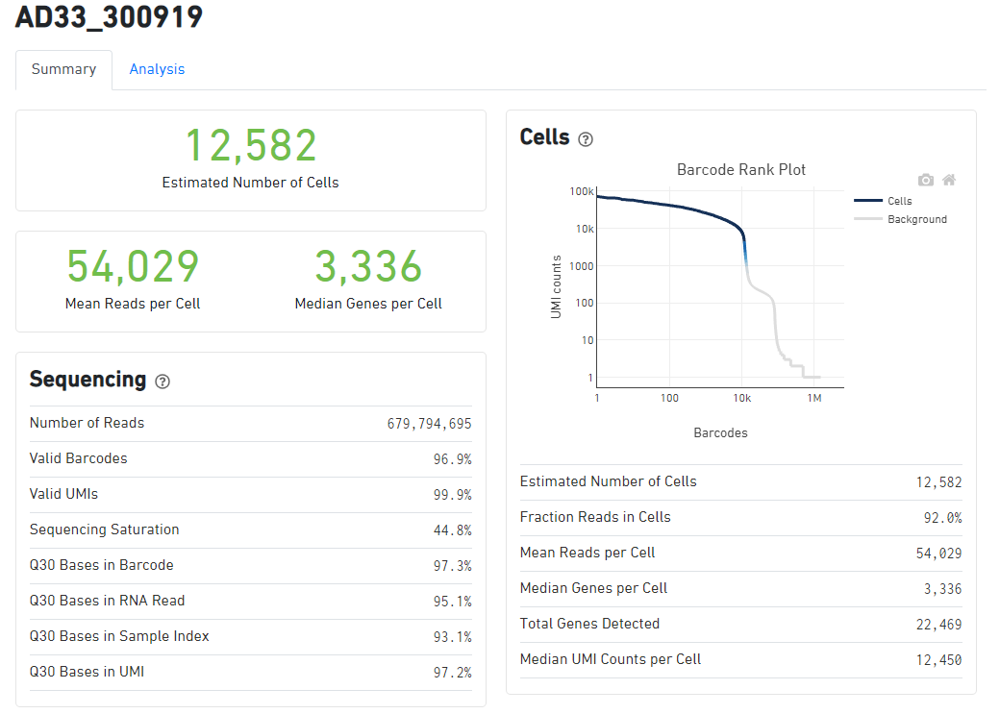 AD33_300919
Summary Analysis
12,582
Estimated Number of Cells
54,029 3,336
Mean Reads per Cell Median Genes per Cell
Sequencing ?
Number of Reads 679,794,695
Valid Barcodes 96.9%
Valid UMIs 99.9%
Sequencing Saturation 44.8%
Q30 Bases in Barcode 97.3%
Q30 Bases in RNA Read 95.1%
Q30 Bases in Sample Index 93.1%
Q30 Bases in UMI 97.2%
Cells ?
Barcode Rank Plot
Cells
Background
UMI counts
100k
10k
1000
100
10
1
1 100 10k 1M
Barcodes
Estimated Number of Cells 12,582
Fraction Reads in Cells 92.0%
Mean Reads per Cell 54,029
Median Genes per Cell 3,336
Total Genes Detected 22,469
Median UMI Counts per Cell 12,450